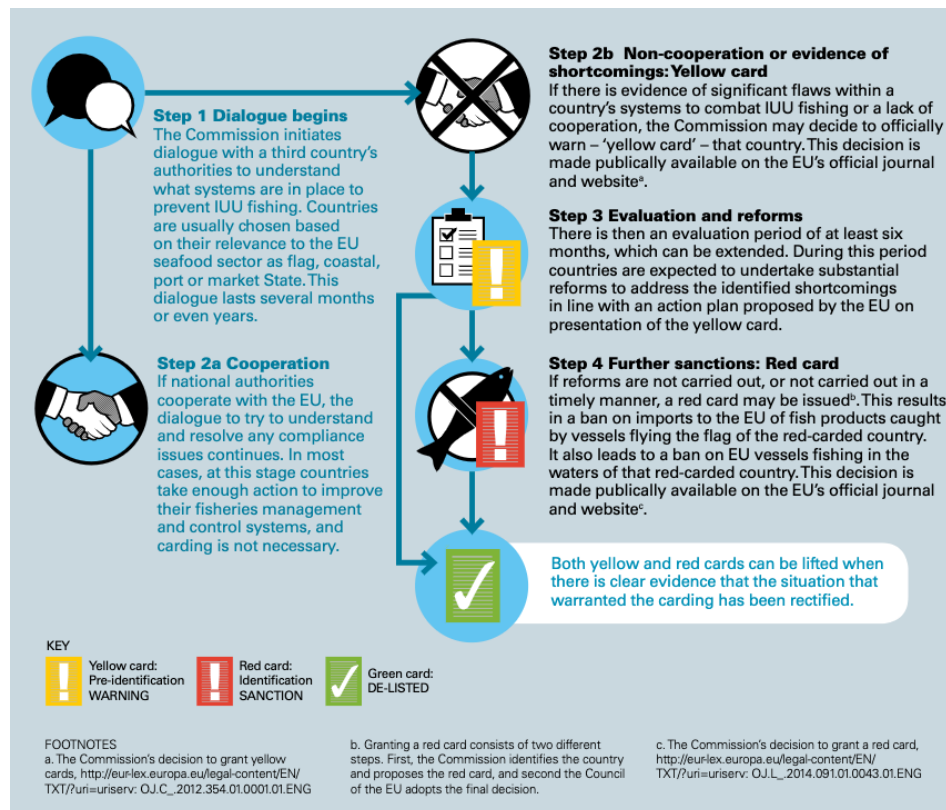 Step 1 Dialogue begins
The Commission initiates
dialogue with a third country's
authorities to understand
what systems are in place to
prevent IUU fishing. Countries
are usually chosen based
on their relevance to the EU
seafood sector as flag, coastal,
port or market State. This
dialogue lasts several months
or even years.
Step 2a Cooperation
If national authorities
cooperate with the EU, the
dialogue to try to understand
and resolve any compliance
issues continues. In most
cases, at this stage countries
take enough action to improve
their fisheries management
and control systems, and
carding is not necessary.
Step 2b Non-cooperation or evidence of
shortcomings: Yellow card
If there is evidence of significant flaws within a
country's systems to combat IUU fishing or a lack of
cooperation, the Commission may decide to officially
warn – 'yellow card' – that country. This decision is
made publically available on the EU's official journal
and websiteª.
Step 3 Evaluation and reforms
There is then an evaluation period of at least six
months, which can be extended. During this period
countries are expected to undertake substantial
reforms to address the identified shortcomings
in line with an action plan proposed by the EU on
presentation of the yellow card.
Step 4 Further sanctions: Red card
If reforms are not carried out, or not carried out in a
timely manner, a red card may be issuedᵇ. This results
in a ban on imports to the EU of fish products caught
by vessels flying the flag of the red-carded country.
It also leads to a ban on EU vessels fishing in the
waters of that red-carded country. This decision is
made publically available on the EU's official journal
and websiteᶜ.
Both yellow and red cards can be lifted when
there is clear evidence that the situation that
warranted the carding has been rectified.
KEY
Yellow card:
Pre-identification
WARNING
Red card:
Identification
SANCTION
Green card:
DE-LISTED
FOOTNOTES
a. The Commission's decision to grant yellow
cards, http://eur-lex.europa.eu/legal-content/EN/
TXT/?uri=uriserv: OJ.C_.2012.354.01.0001.01.ENG
b. Granting a red card consists of two different
steps. First, the Commission identifies the country
and proposes the red card, and second the Council
of the EU adopts the final decision.
c. The Commission's decision to grant a red card,
http://eur-lex.europa.eu/legal-content/EN/
TXT/?uri=uriserv: OJ.L_.2014.091.01.0043.01.ENG